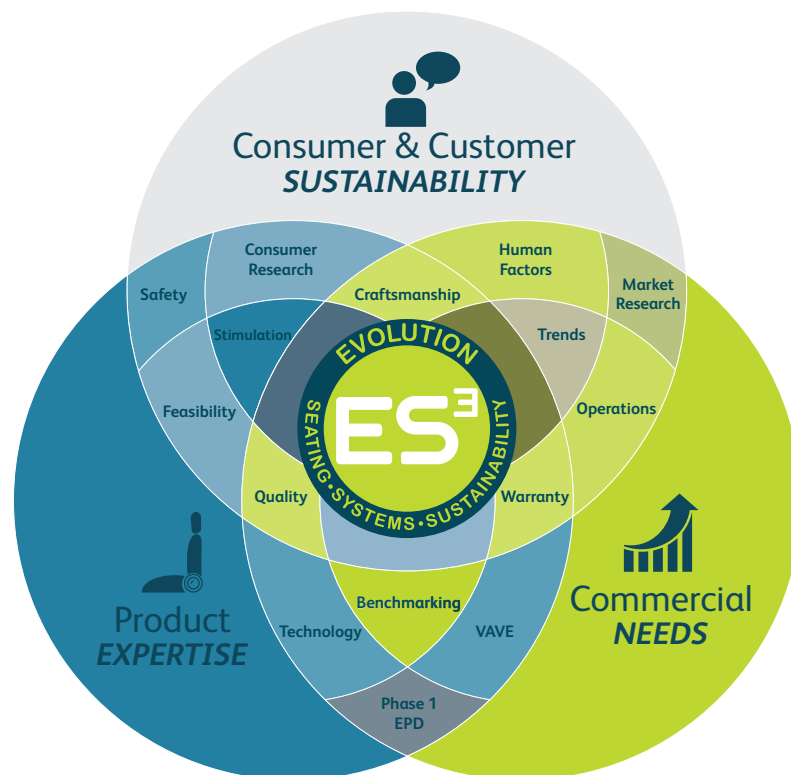 Consumer & Customer
SUSTAINABILITY
Consumer
Research
Human
Factors
Safety
Craftsmanship
Market
Research
Stimulation
Trends
EVOLUTION
ES³
SEATING•SYSTEMS•SUSTAINABILITY
Feasibility
Operations
Quality
Warranty
Product
EXPERTISE
Commercial
NEEDS
Benchmarking
Technology
VAVE
Phase 1
EPD